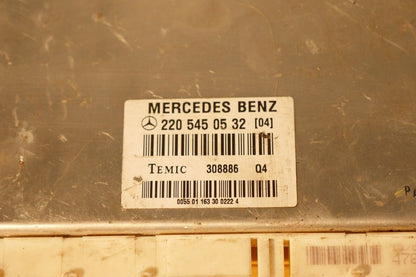 MERCEDES BENZ
220 545 05 32 [04]
TEMIC 308886 Q4
0055 01 163 30 0222 4